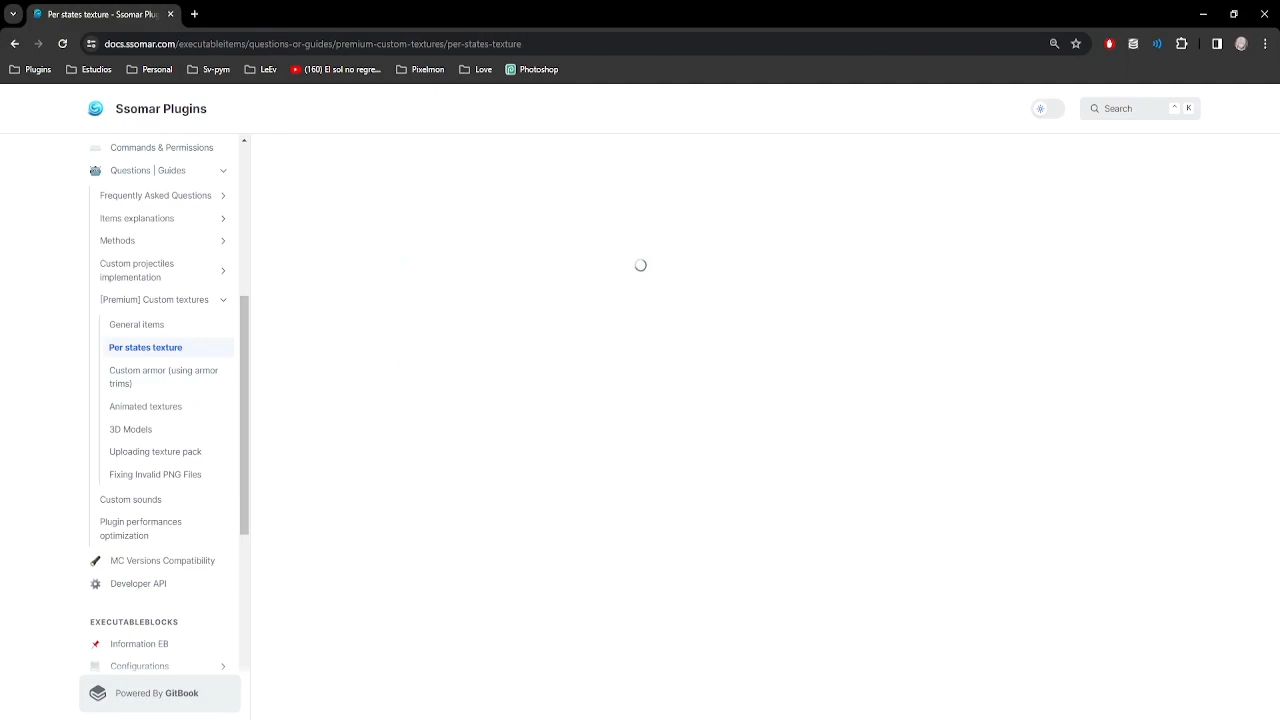 Per states texture - Ssomar Plug
docs.ssomar.com/executableitems/questions-or-guides/premium-custom-textures/per-states-texture
Plugins
Estudios
Personal
Sv-pym
LeEv
(160) El sol no regre...
Pixelmon
Love
Photoshop
Ssomar Plugins
Search
^
K
Commands & Permissions
Questions | Guides
Frequently Asked Questions
Items explanations
Methods
Custom projectiles
implementation
[Premium] Custom textures
General items
Per states texture
Custom armor (using armor
trims)
Animated textures
3D Models
Uploading texture pack
Fixing Invalid PNG Files
Custom sounds
Plugin performances
optimization
MC Versions Compatibility
Developer API
EXECUTABLEBLOCKS
Information EB
Configurations
Powered By GitBook